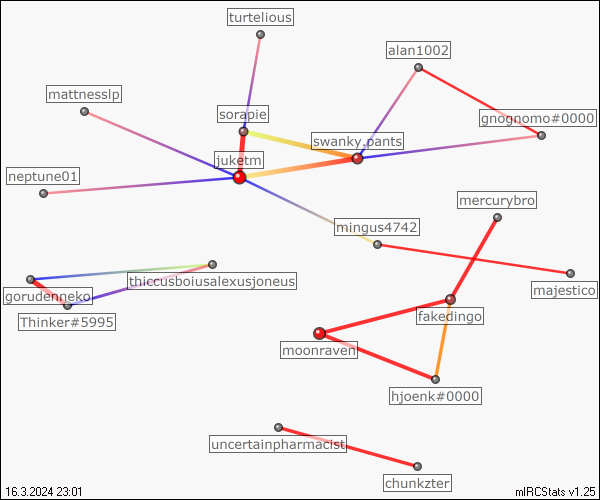 turtelious
alan1002
mattnesslp
sorapie
gnognomo#0000
swanky.pants
juketm
neptune01
mercurybro
mingus4742
thicusboiusalexusjoneus
majestico
gorudenneko
Thinker#5995
fakedingo
moonraven
hjoenk#0000
uncertainpharmacist
chunkzter
16.3.2024 23:01
mIRCStats v1.25